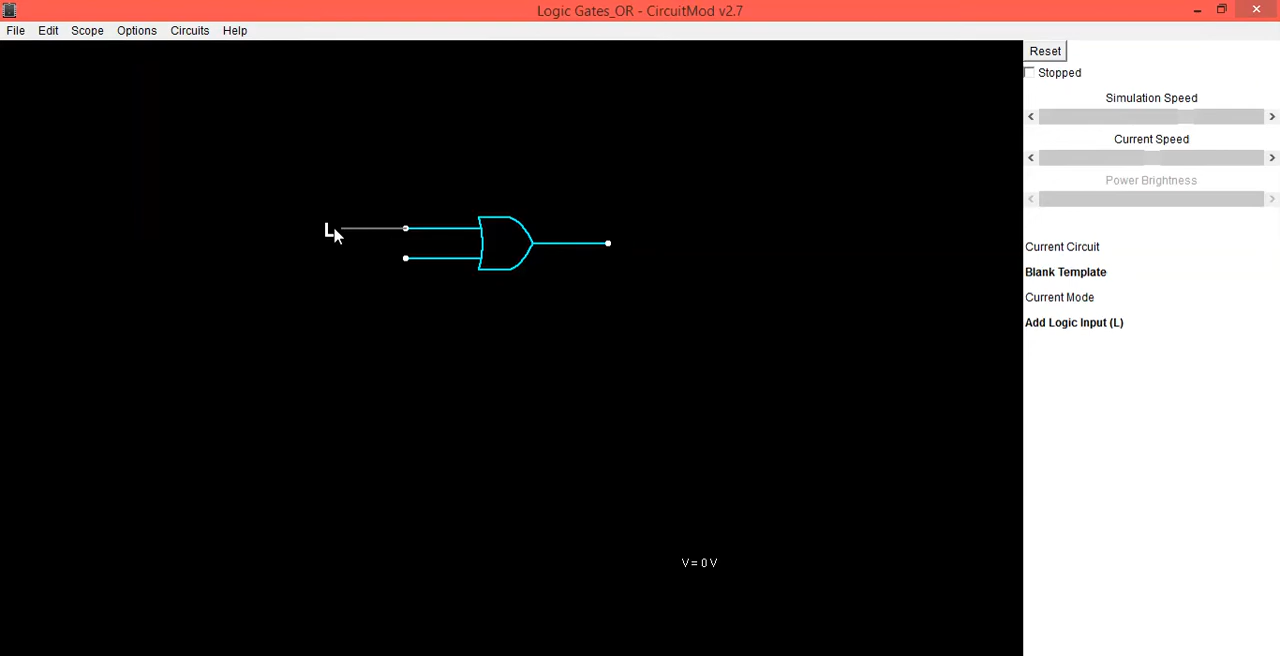 Logic Gates_OR - CircuitMod v2.7
File Edit Scope Options Circuits Help
Reset
Stopped
Simulation Speed
Current Speed
Power Brightness
L
Current Circuit
Blank Template
Current Mode
Add Logic Input (L)
V = 0 V